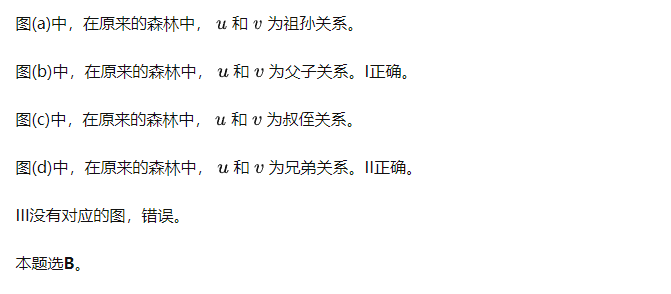 图(a)中，在原来的森林中， u 和 v 为祖孙关系。
图(b)中，在原来的森林中， u 和 v 为父子关系。I正确。
图(c)中，在原来的森林中， u 和 v 为叔侄关系。
图(d)中，在原来的森林中， u 和 v 为兄弟关系。II正确。
III没有对应的图，错误。
本题选B。